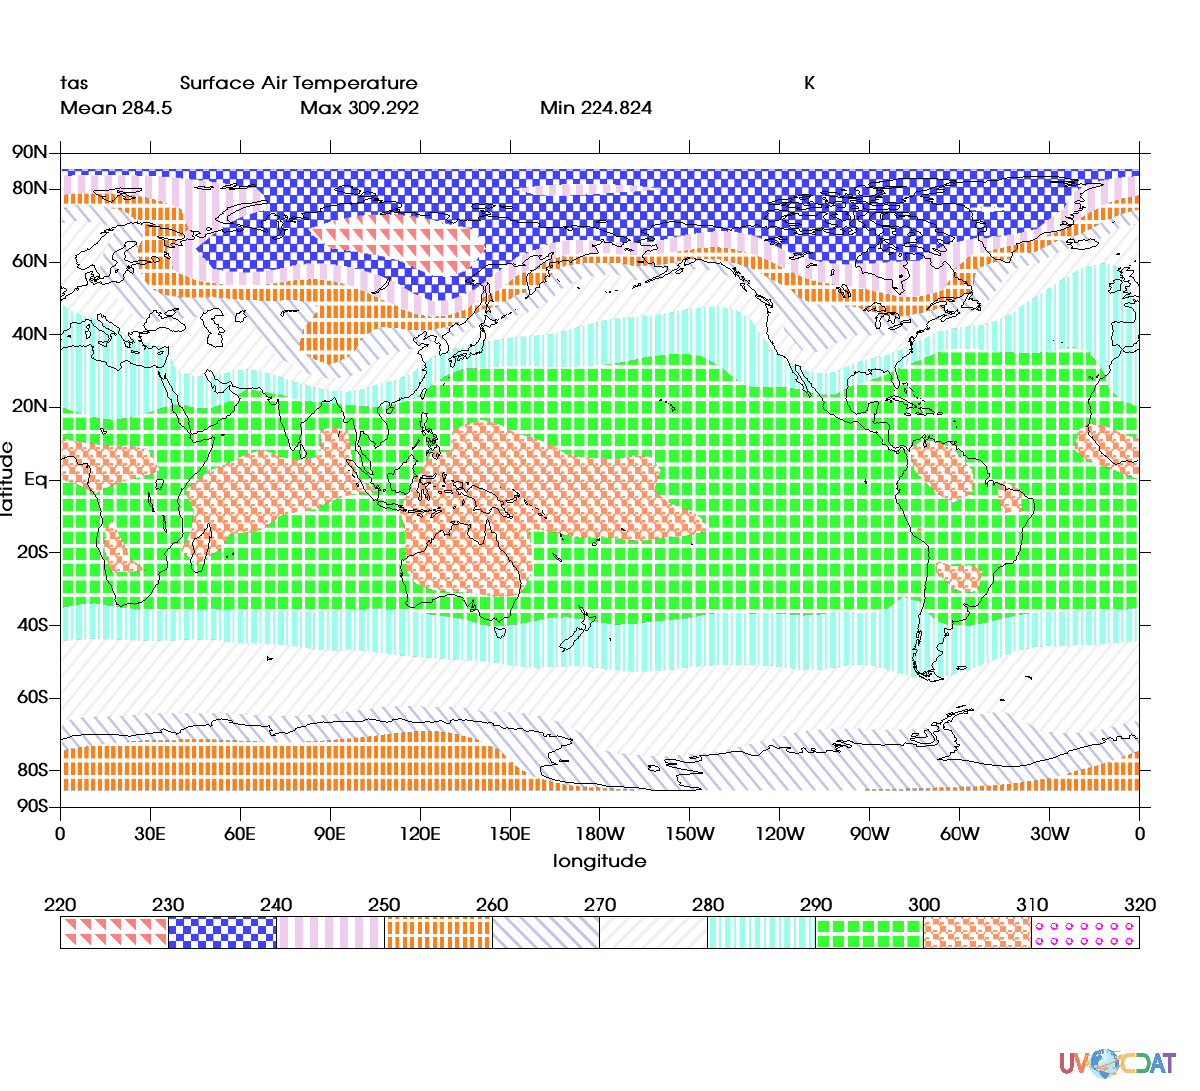 tas Surface Air Temperature K
Mean 284.5 Max 309.292 Min 224.824
90N
80N
60N
40N
20N
Eq
20S
40S
60S
80S
90S
latitude
0 30E 60E 90E 120E 150E 180W 150W 120W 90W 60W 30W 0
longitude
220 230 240 250 260 270 280 290 300 310 320
UV CDAT